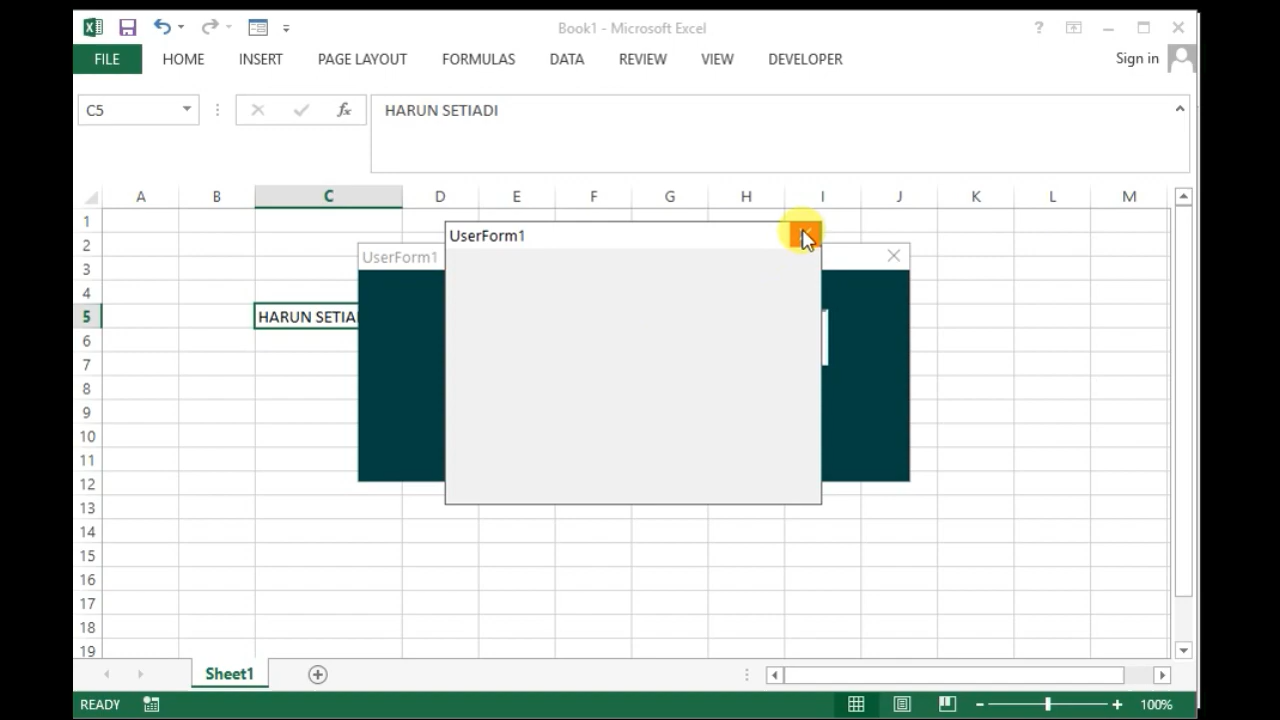 Book1 - Microsoft Excel
?
FILE HOME INSERT PAGE LAYOUT FORMULAS DATA REVIEW VIEW DEVELOPER Sign in
C5 fx HARUN SETIADI
A B C D E F G H I J K L M
1
UserForm1
2
UserForm1
3
4
5 HARUN SETIA
6
7
8
9
10
11
12
13
14
15
16
17
18
19
Sheet1
READY 100%